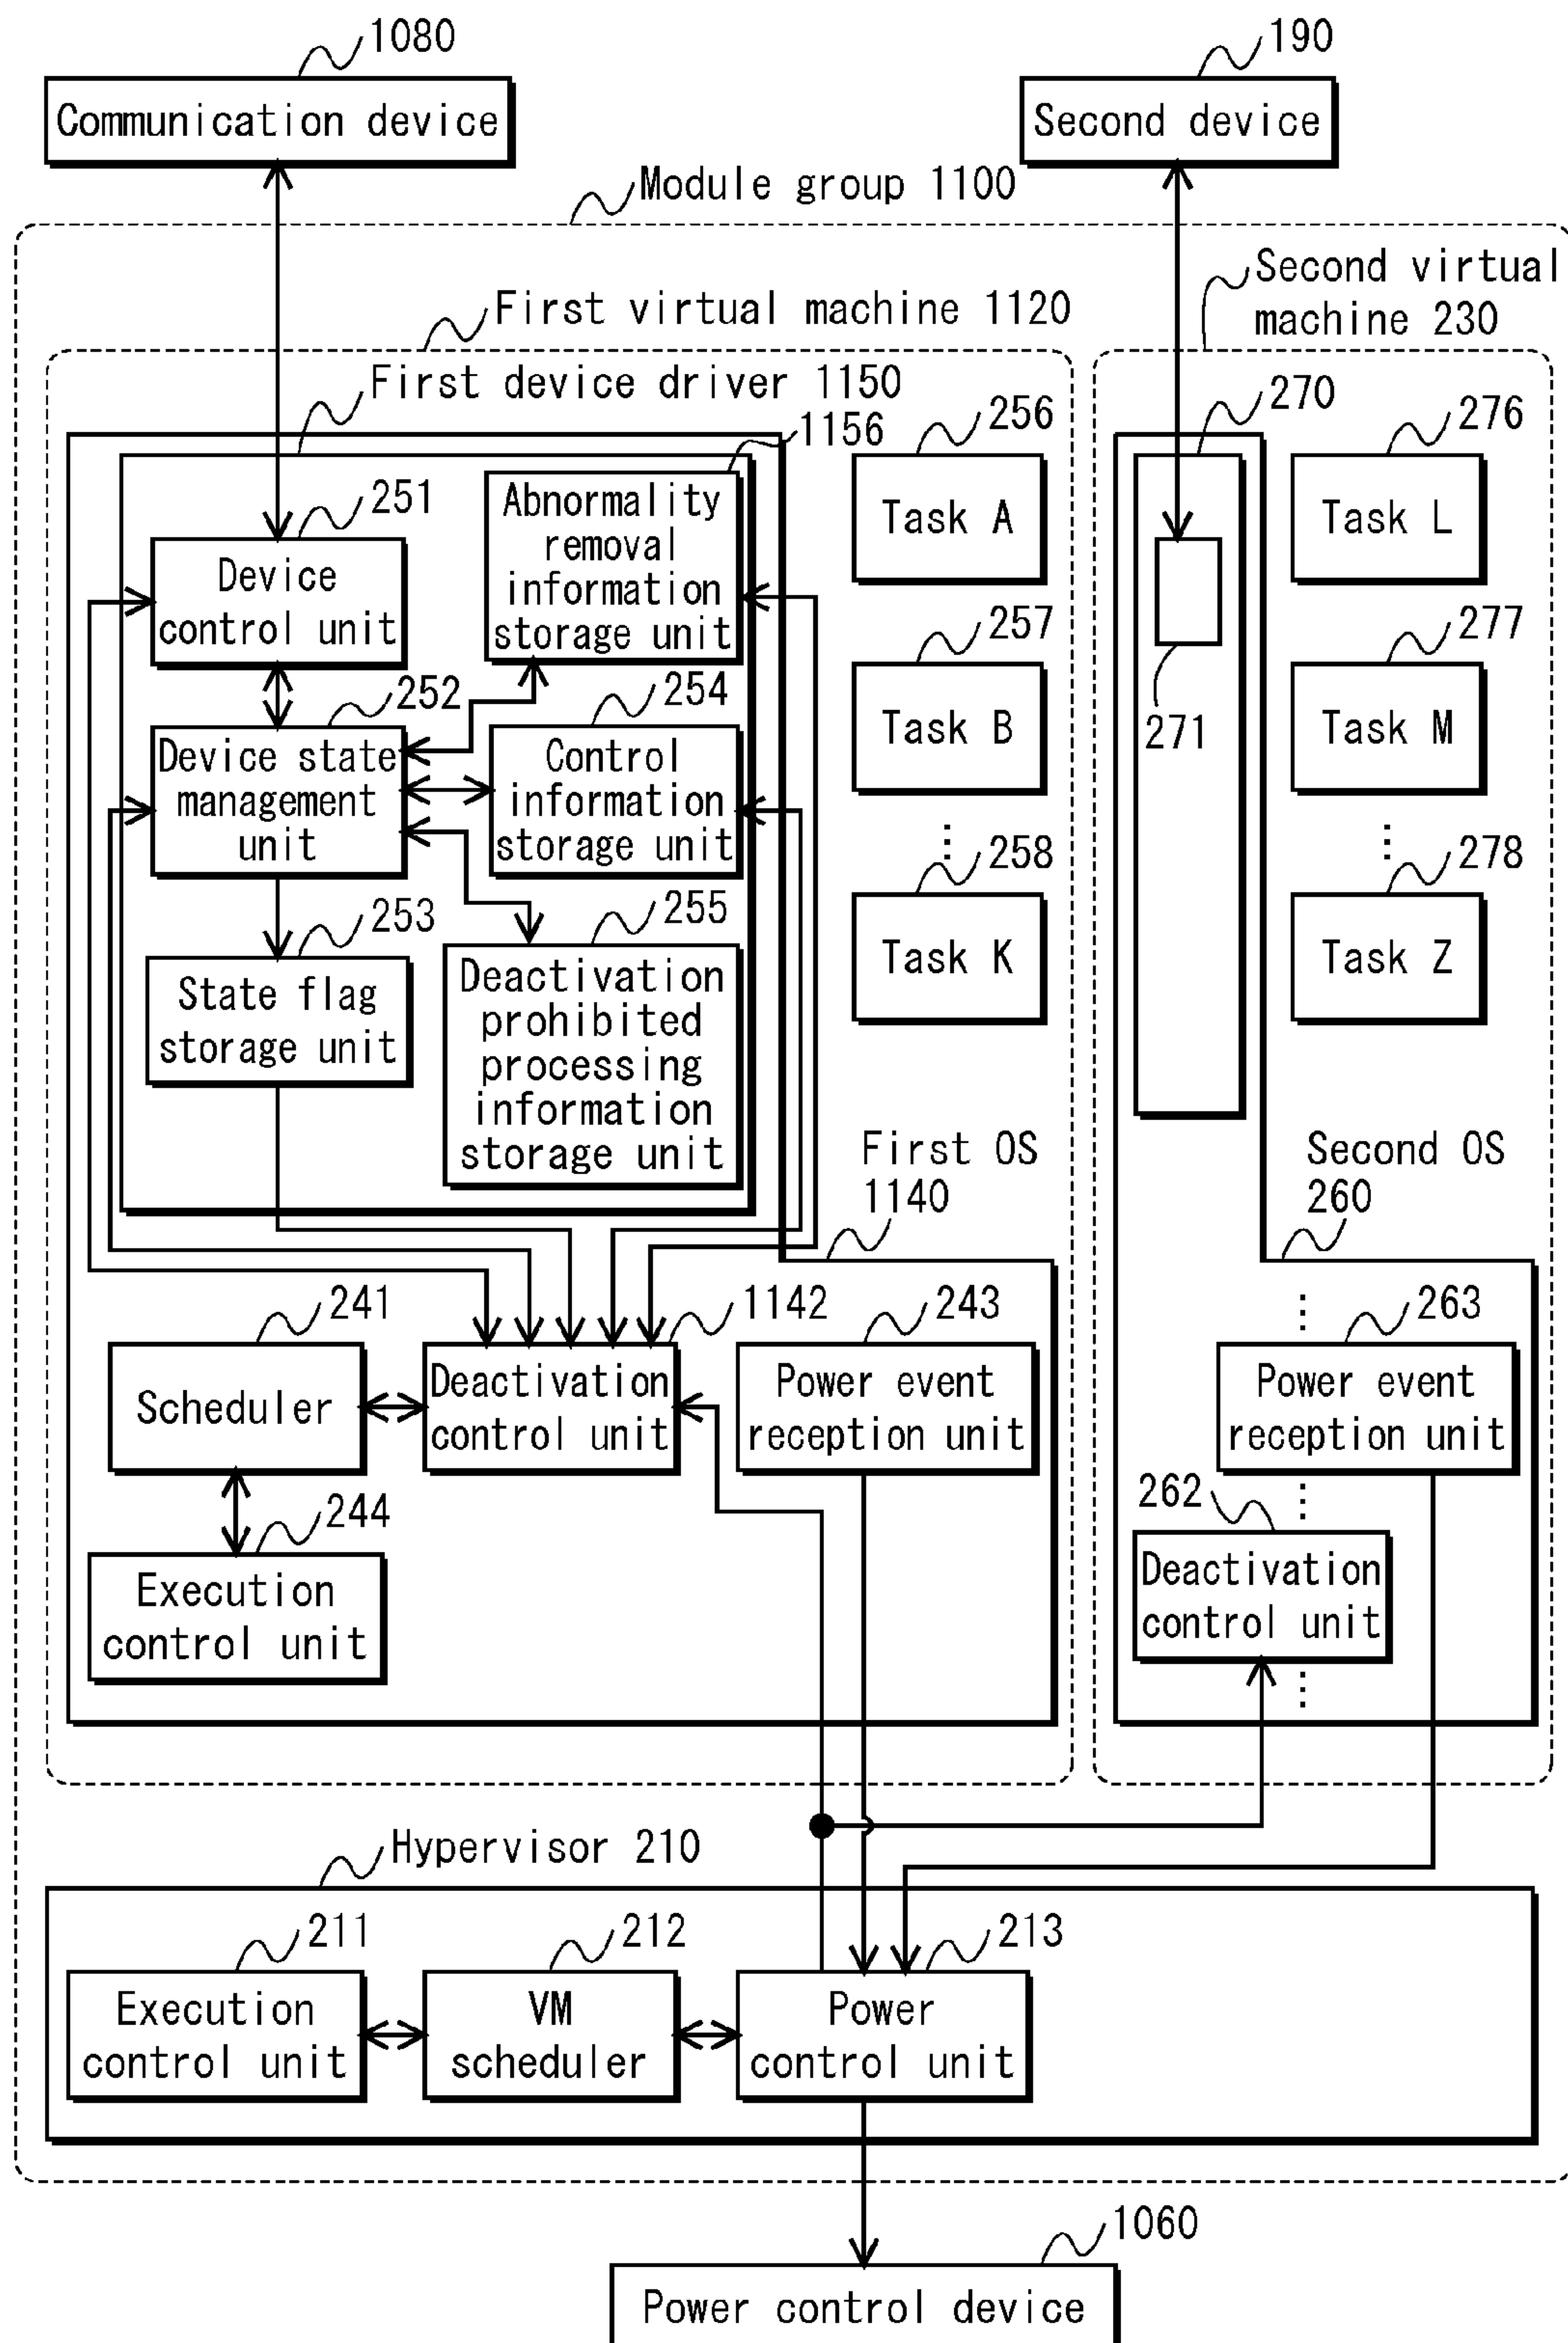 1080
190
Communication device
Second device
Module group 1100
Second virtual
machine 230
First virtual machine 1120
First device driver 1150
270
1156
256
276
251
Abnormality
removal
information
storage unit
Task A
Task L
Device
control unit
257
277
252
254
Task B
271
Task M
Device state
management
unit
Control
information
storage unit
⋮
⋮
258
278
253
255
Task K
Task Z
State flag
storage unit
Deactivation
prohibited
processing
information
storage unit
First OS
1140
Second OS
260
241
1142
243
⋮
263
Scheduler
Deactivation
control unit
Power event
reception unit
Power event
reception unit
244
262
⋮
Execution
control unit
Deactivation
control unit
⋮
Hypervisor 210
211
212
213
Execution
control unit
VM
scheduler
Power
control unit
1060
Power control device